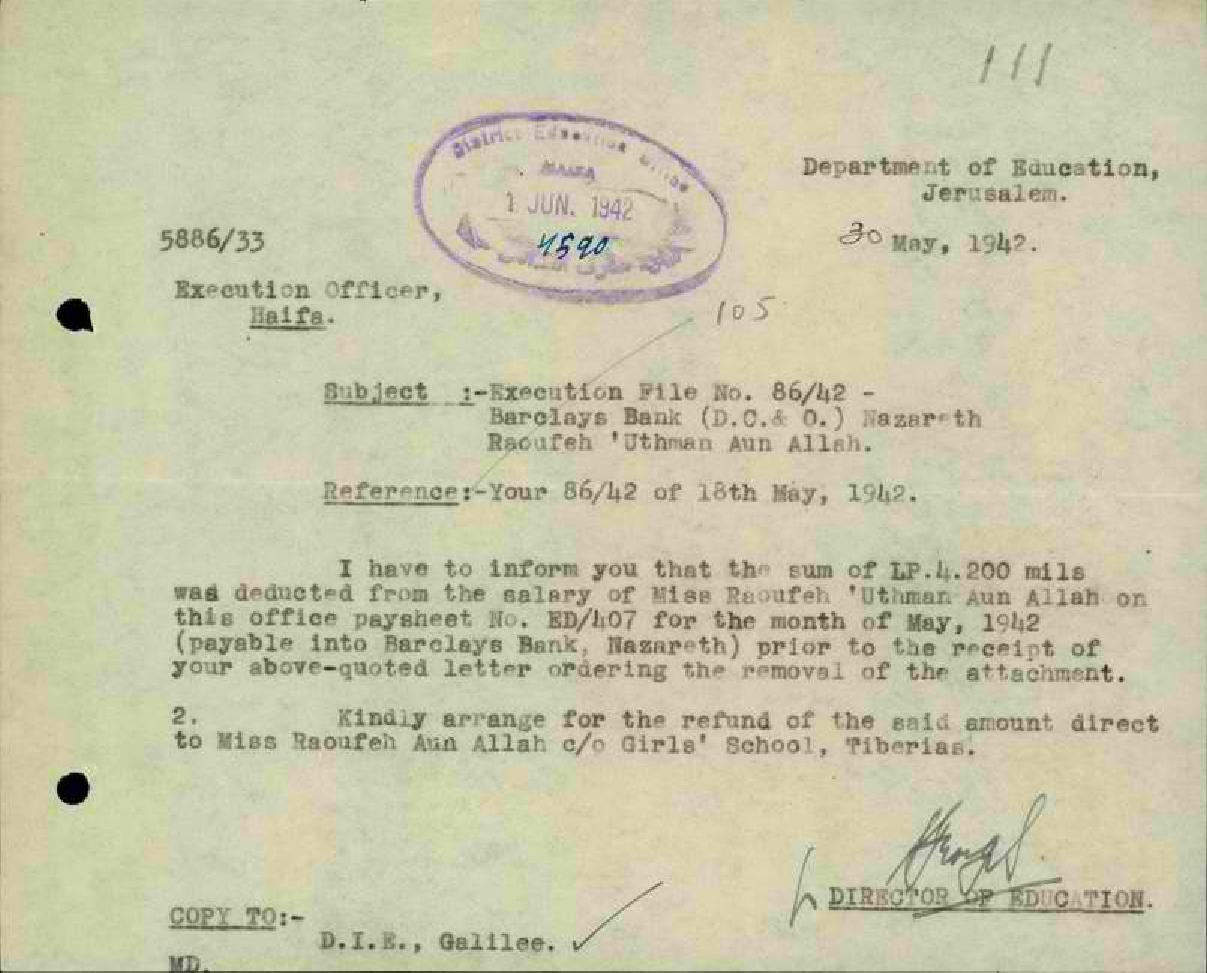 111
District Education Office
HAIFA
1 JUN. 1942
4590
Department of Education,
Jerusalem.
5886/33
30 May, 1942.
Execution Officer,
Haifa.
105
Subject :-Execution File No. 86/42 -
Barclays Bank (D.C.& O.) Nazareth
Raoufeh 'Uthman Aun Allah.
Reference:-Your 86/42 of 18th May, 1942.
I have to inform you that the sum of LP.4.200 mils
was deducted from the salary of Miss Raoufeh 'Uthman Aun Allah on
this office paysheet No. ED/407 for the month of May, 1942
(payable into Barclays Bank, Nazareth) prior to the receipt of
your above-quoted letter ordering the removal of the attachment.
2. Kindly arrange for the refund of the said amount direct
to Miss Raoufeh Aun Allah c/o Girls' School, Tiberias.
DIRECTOR OF EDUCATION.
COPY TO:-
D.I.E., Galilee.
MD.